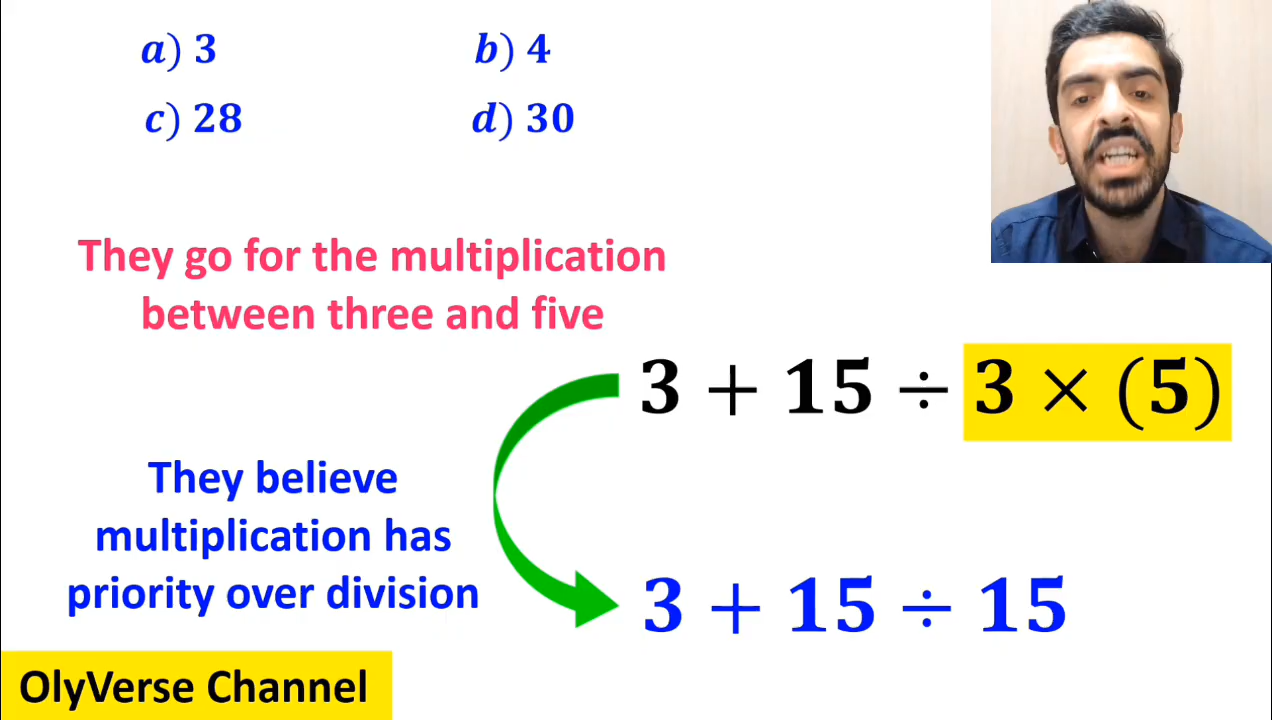 a) 3
b) 4
c) 28
d) 30
They go for the multiplication
between three and five
3 + 15 ÷ 3 × (5)
They believe
multiplication has
priority over division
3 + 15 ÷ 15
OlyVerse Channel